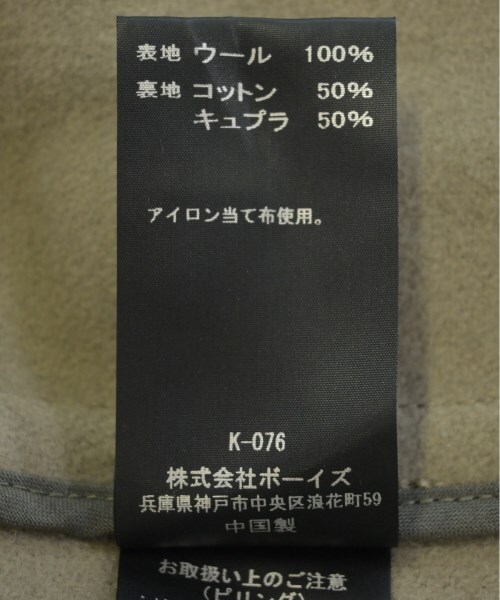 表地 ウール 100%
裏地 コットン 50%
キュプラ 50%
アイロン当て布使用。
K-076
株式会社ボーイズ
兵庫県神戸市中央区浪花町59
中国製
お取扱い上のご注意
(ピリング)